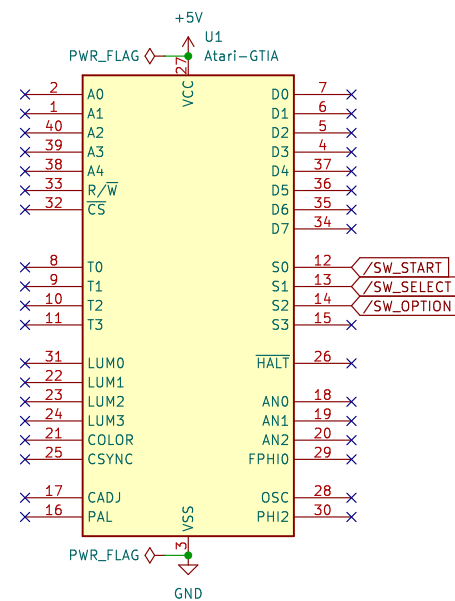 +5V
PWR_FLAG U1
Atari-GTIA
27
VCC
2 A0 D0 7
1 A1 D1 6
40 A2 D2 5
39 A3 D3 4
38 A4 D4 37
33 R/W D5 36
32 CS D6 35
D7 34
8 T0 S0 12 /SW_START
9 T1 S1 13 /SW_SELECT
10 T2 S2 14 /SW_OPTION
11 T3 S3 15
31 LUM0 HALT 26
22 LUM1
23 LUM2 AN0 18
24 LUM3 AN1 19
21 COLOR AN2 20
25 CSYNC FPHI0 29
17 CADJ OSC 28
16 PAL PHI2 30
VSS
3
PWR_FLAG
GND